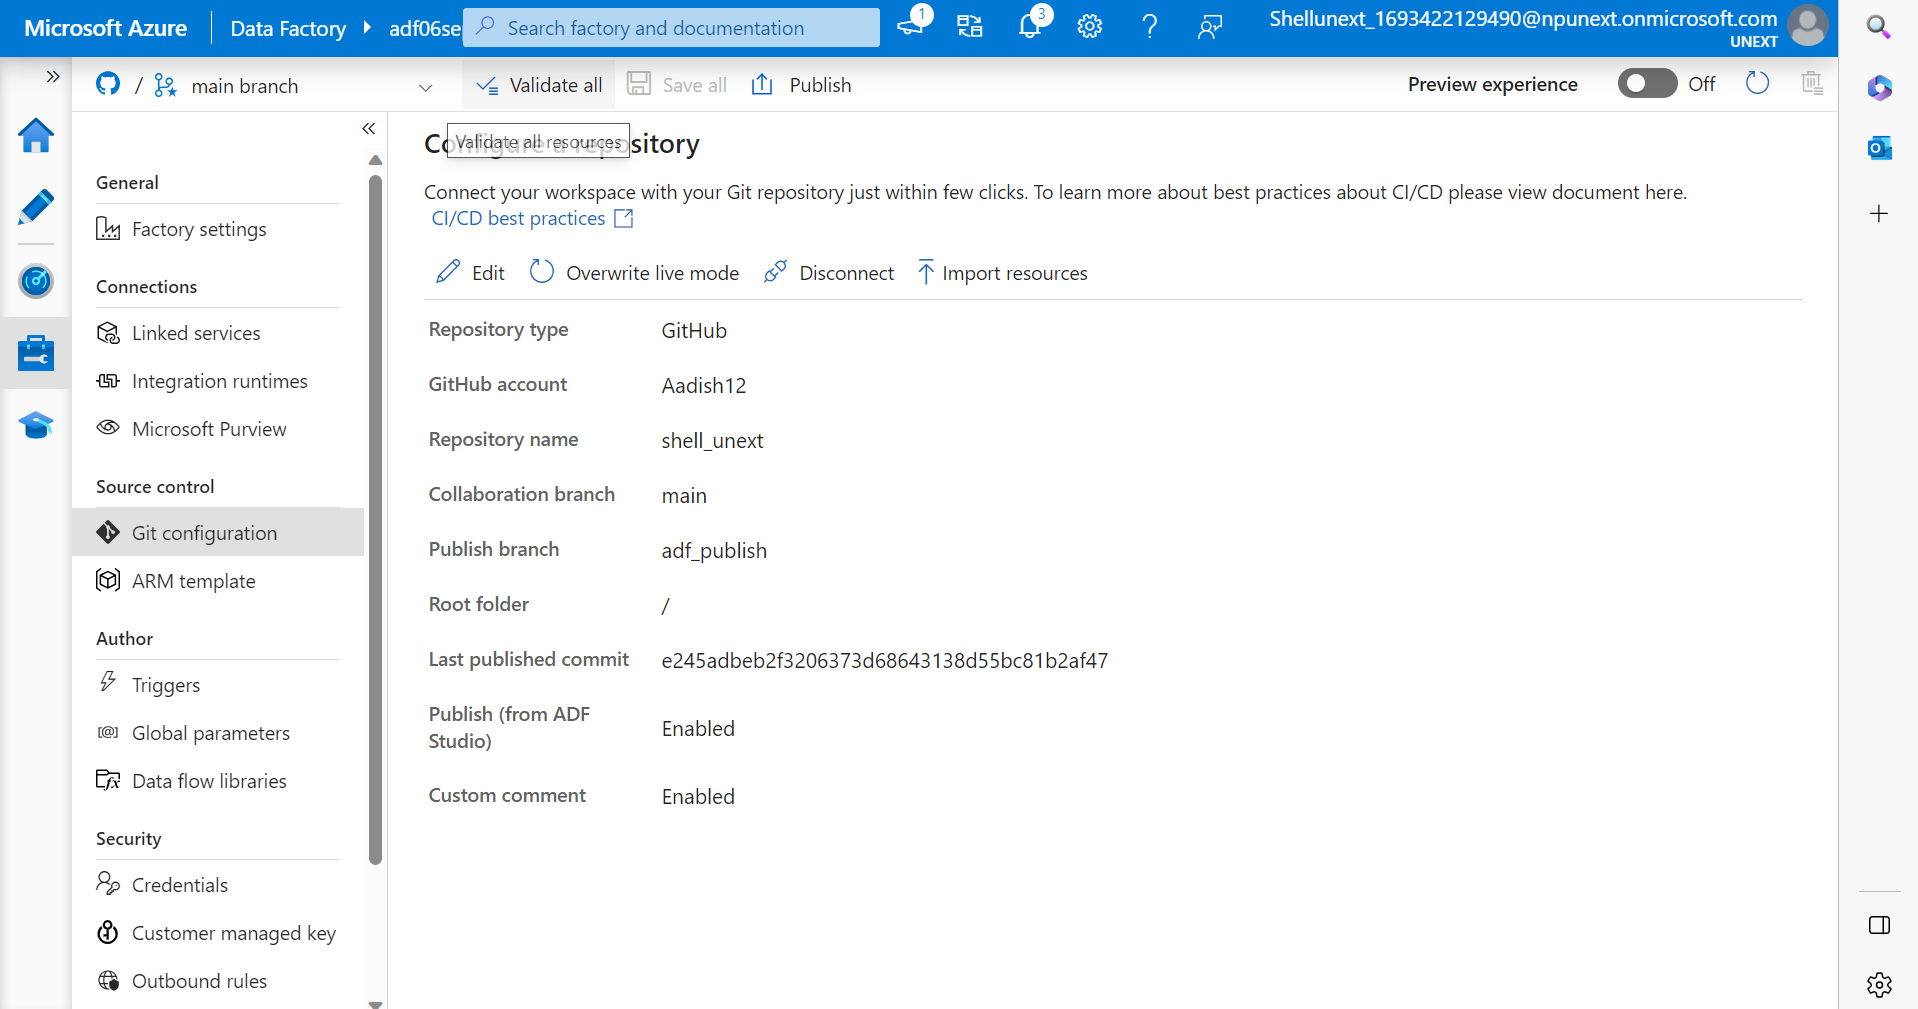 Microsoft Azure
Data Factory
adf06se
Search factory and documentation
1
3
Shellunext_1693422129490@npunext.onmicrosoft.com
UNEXT
/
main branch
Validate all
Save all
Publish
Preview experience
Off
Validate all resources
Configure a repository
Connect your workspace with your Git repository just within few clicks. To learn more about best practices about CI/CD please view document here.
CI/CD best practices
Edit
Overwrite live mode
Disconnect
Import resources
General
Factory settings
Connections
Linked services
Integration runtimes
Microsoft Purview
Source control
Git configuration
ARM template
Author
Triggers
Global parameters
Data flow libraries
Security
Credentials
Customer managed key
Outbound rules
Repository type GitHub
GitHub account Aadish12
Repository name shell_unext
Collaboration branch main
Publish branch adf_publish
Root folder /
Last published commit e245adbeb2f3206373d68643138d55bc81b2af47
Publish (from ADF
Studio) Enabled
Custom comment Enabled